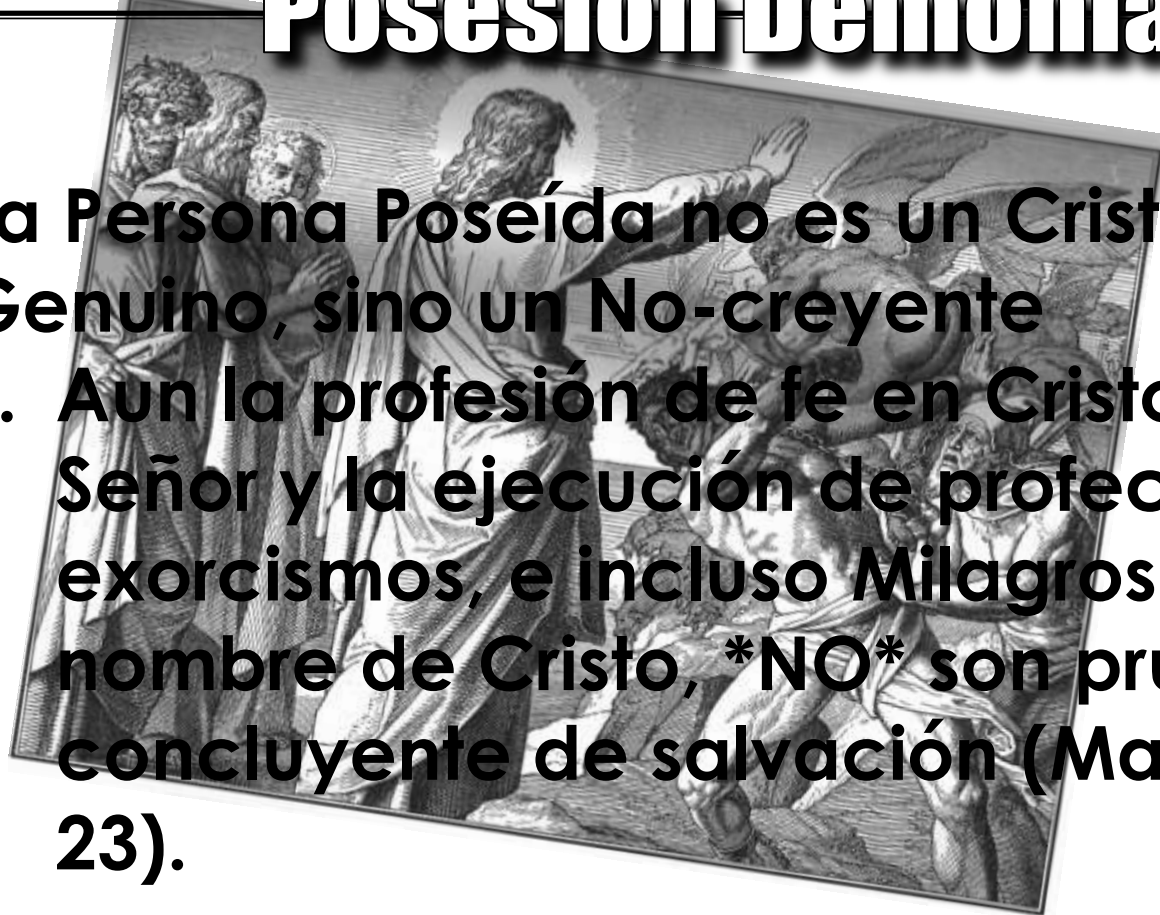 Posesión Demonía
a Persona Poseída no es un Crist
Genuino, sino un No-creyente
. Aun la profesión de fe en Cristo
Señor y la ejecución de profec
exorcismos, e incluso Milagros
nombre de Cristo, *NO* son pru
concluyente de salvación (Ma
23).